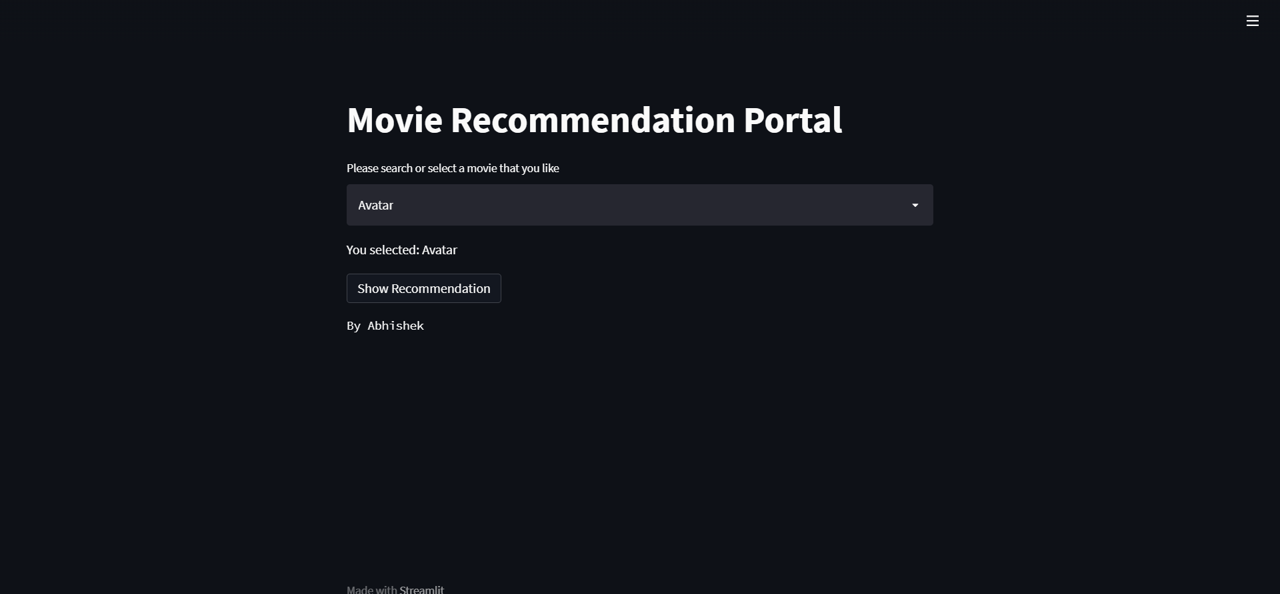 Movie Recommendation Portal
Please search or select a movie that you like
Avatar
You selected: Avatar
Show Recommendation
By Abhishek
Made with Streamlit